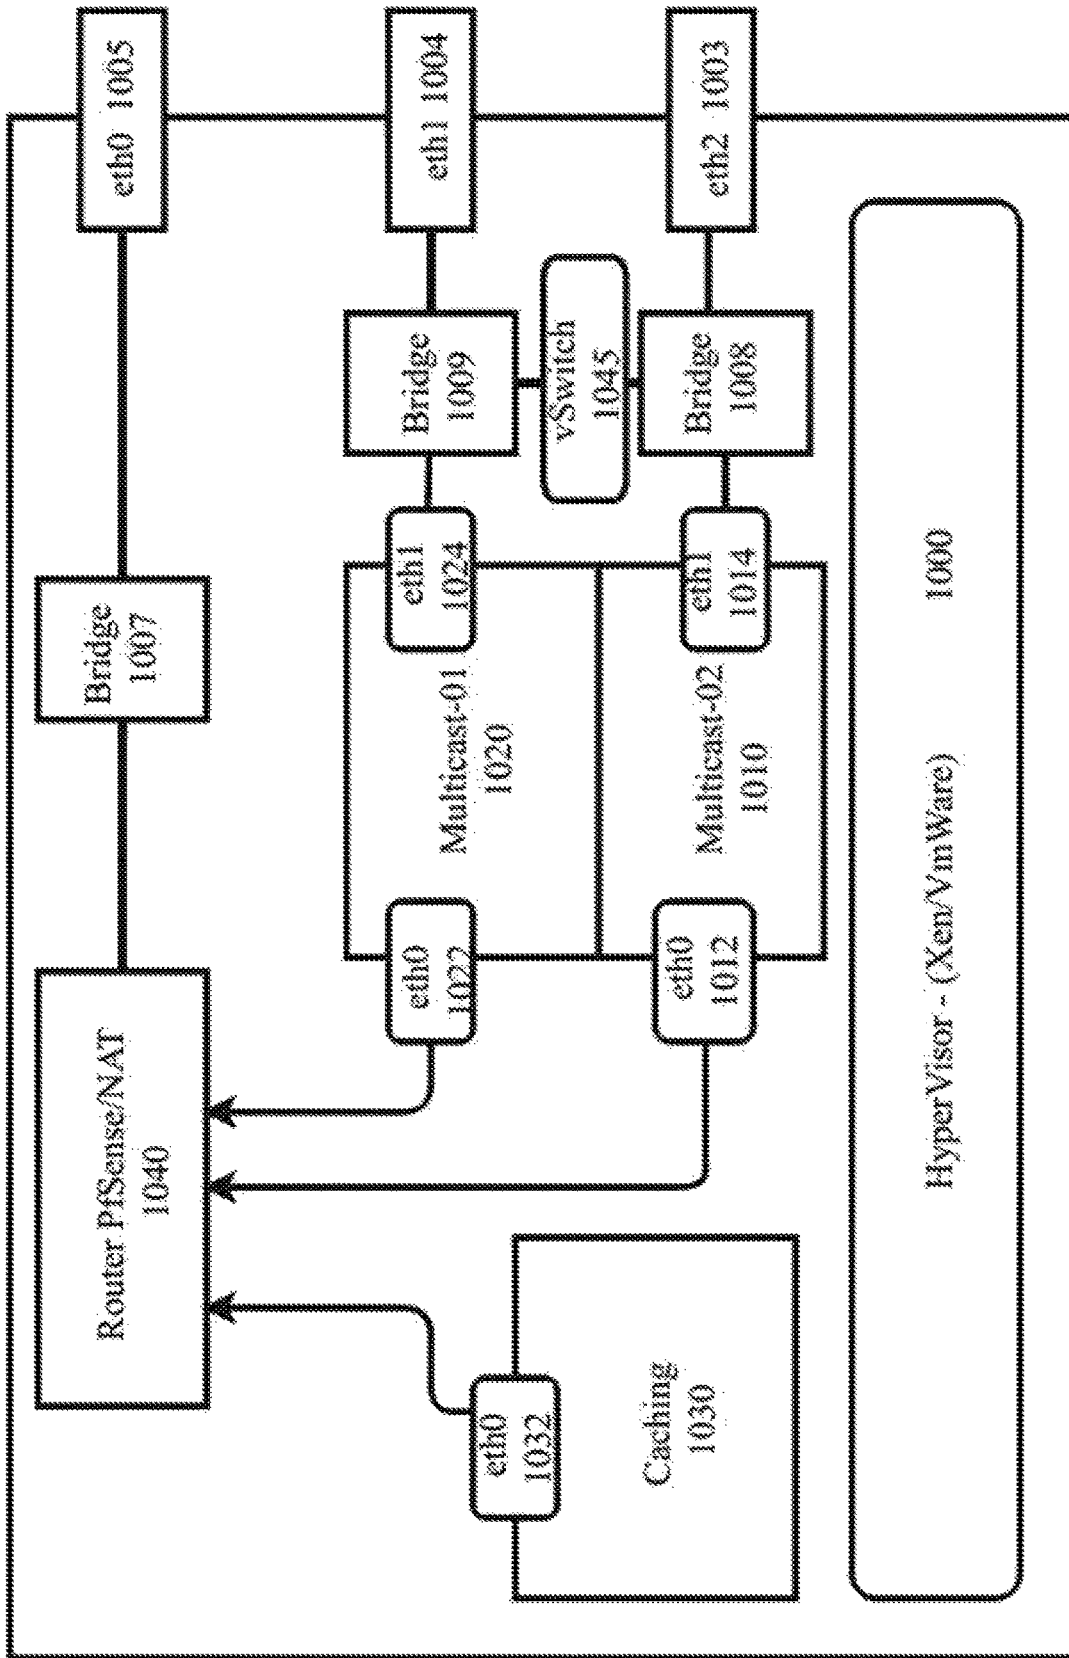 Router PfSense/NAT
1040
Bridge
1007
eth0 1005
eth0
1022
Multicast-01
1020
eth1
1024
Bridge
1009
eth1 1004
vSwitch
1045
eth0
1032
Caching
1030
eth0
1012
Multicast-02
1010
eth1
1014
Bridge
1008
eth2 1003
HyperVisor - (Xen/VmWare) 1000